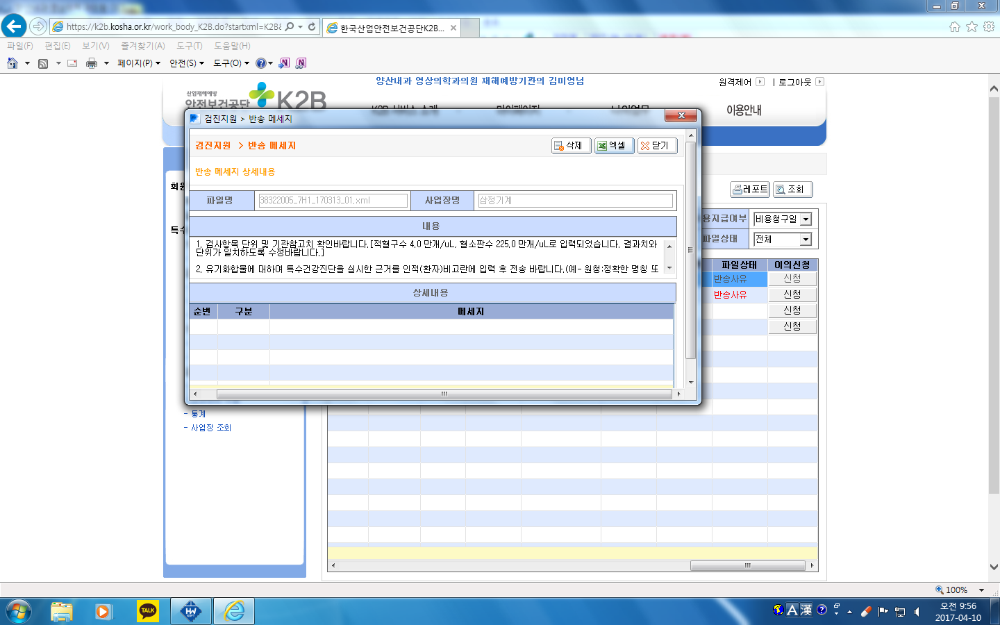 https://k2b.kosha.or.kr/work_body_K2B.do?startxml=K2B&
한국산업안전보건공단K2B...
파일(F) 편집(E) 보기(V) 즐겨찾기(A) 도구(T) 도움말(H)
페이지(P) 안전(S) 도구(O)
양산내과 영상의학과의원 재해예방기관의 김미영님
원격제어 | 로그아웃
산업재해예방
안전보건공단 K2B
이용안내
검진지원 > 반송 메세지
검진지원 > 반송 메세지
삭제 엑셀 닫기
반송 메세지 상세내용
레포트 조회
파일명 38322005_7H1_170313_01.xml 사업장명 삼정기계
용지급여부 비용청구일
내용
파일상태 전체
1. 검사항목 단위 및 기관참고치 확인바랍니다.[적혈구수 4.0 만개/uL, 혈소판수 225.0 만개/uL로 입력되었습니다. 결과치와
단위가 일치하도록 수정바랍니다.]
2. 유기화합물에 대하여 특수건강진단을 실시한 근거를 인적(환자)비고란에 입력 후 전송 바랍니다.(예- 원청:정확한 명칭 또
파일상태 이의신청
반송사유 신청
반송사유 신청
신청
신청
상세내용
순번 구분 메세지
- 통계
- 사업장 조회
100%
TALK
HW
SOFT
A 漢
오전 9:56
2017-04-10